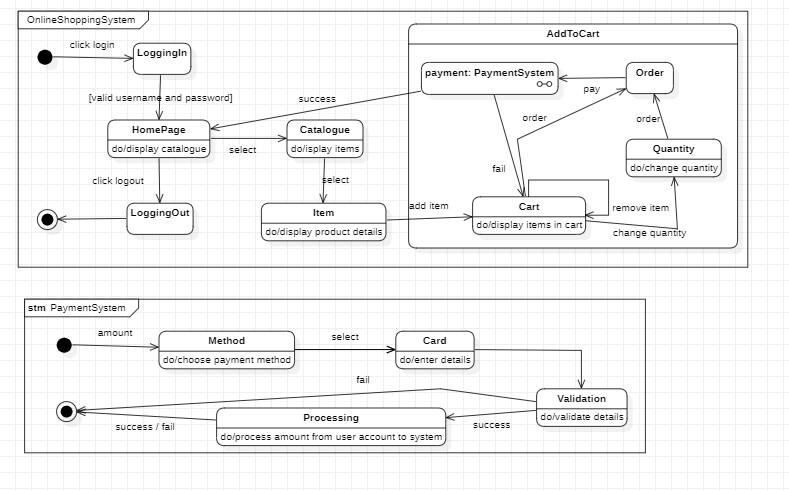 OnlineShoppingSystem
click login
LoggingIn
[valid username and password]
success
HomePage
do/display catalogue
select
Catalogue
do/isplay items
click logout
select
LoggingOut
Item
do/display product details
add item
AddToCart
payment: PaymentSystem
pay
Order
order
order
Quantity
do/change quantity
fail
Cart
do/display items in cart
remove item
change quantity
stm PaymentSystem
amount
Method
do/choose payment method
select
Card
do/enter details
fail
Validation
do/validate details
success
Processing
do/process amount from user account to system
success / fail